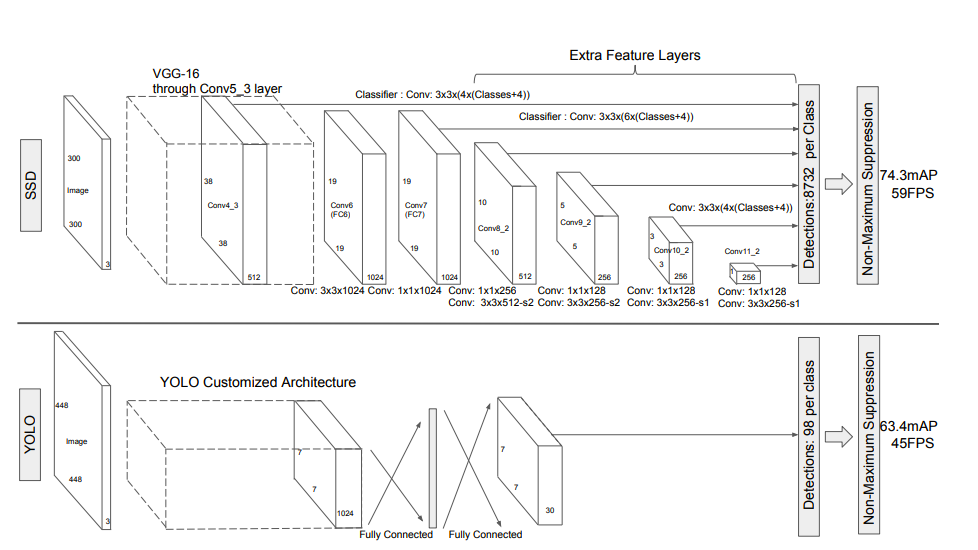 Extra Feature Layers
VGG-16
through Conv5_3 layer
Classifier : Conv: 3x3x(4x(Classes+4))
Classifier : Conv: 3x3x(6x(Classes+4))
SSD
300
Image
300
3
38
Conv4_3
38
512
19
Conv6
(FC6)
19
1024
19
Conv7
(FC7)
19
1024
10
Conv8_2
10
512
5
Conv9_2
5
256
Conv: 3x3x(4x(Classes+4))
3
Conv10_2
3
256
Conv11_2
1
256
Detections:8732 per Class
Non-Maximum Suppression
74.3mAP
59FPS
Conv: 3x3x1024
Conv: 1x1x1024
Conv: 1x1x256
Conv: 3x3x512-s2
Conv: 1x1x128
Conv: 3x3x256-s2
Conv: 1x1x128
Conv: 3x3x256-s1
Conv: 1x1x128
Conv: 3x3x256-s1
YOLO
448
Image
448
3
YOLO Customized Architecture
7
7
1024
Fully Connected
Fully Connected
7
7
30
Detections: 98 per class
Non-Maximum Suppression
63.4mAP
45FPS